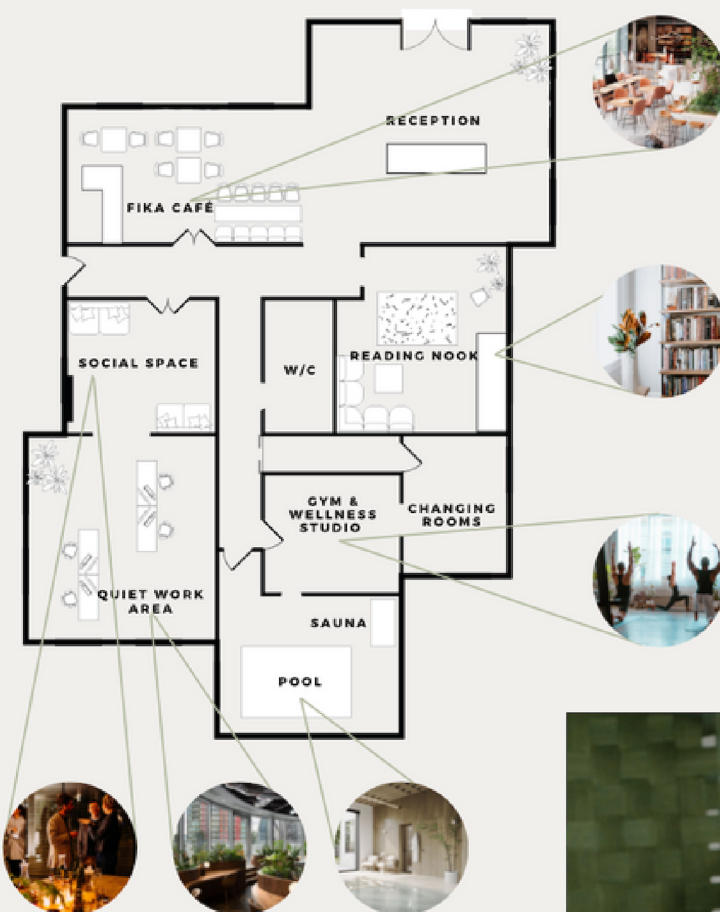 RECEPTION
FIKA CAFÉ
SOCIAL SPACE
W/C
READING NOOK
GYM &
WELLNESS
STUDIO
CHANGING
ROOMS
QUIET WORK
AREA
SAUNA
POOL